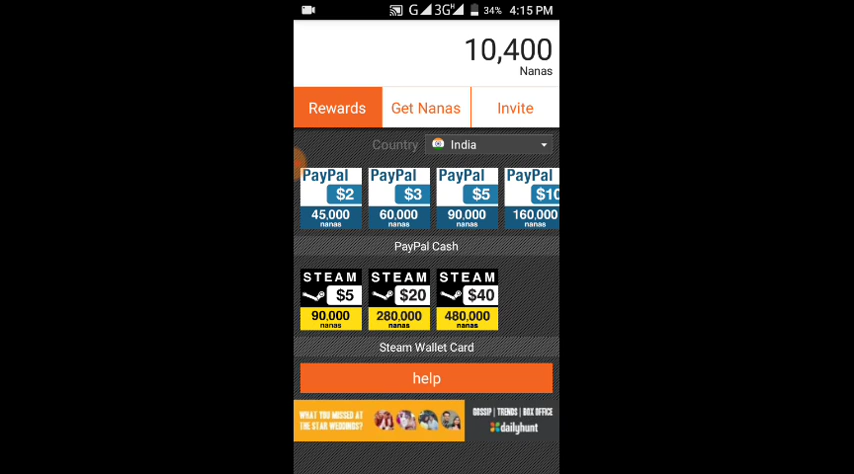 G 3G H 34% 4:15 PM
10,400
Nanas
Rewards Get Nanas Invite
Country India
PayPal PayPal PayPal PayPal
$2 $3 $5 $10
45,000 60,000 90,000 160,000
nanas nanas nanas nanas
PayPal Cash
STEAM STEAM STEAM
$5 $20 $40
90,000 280,000 480,000
nanas nanas nanas
Steam Wallet Card
help
WHAT YOU MISSED AT GOSSIP | TRENDS | BOX OFFICE
THE STAR WEDDINGS? dailyhunt